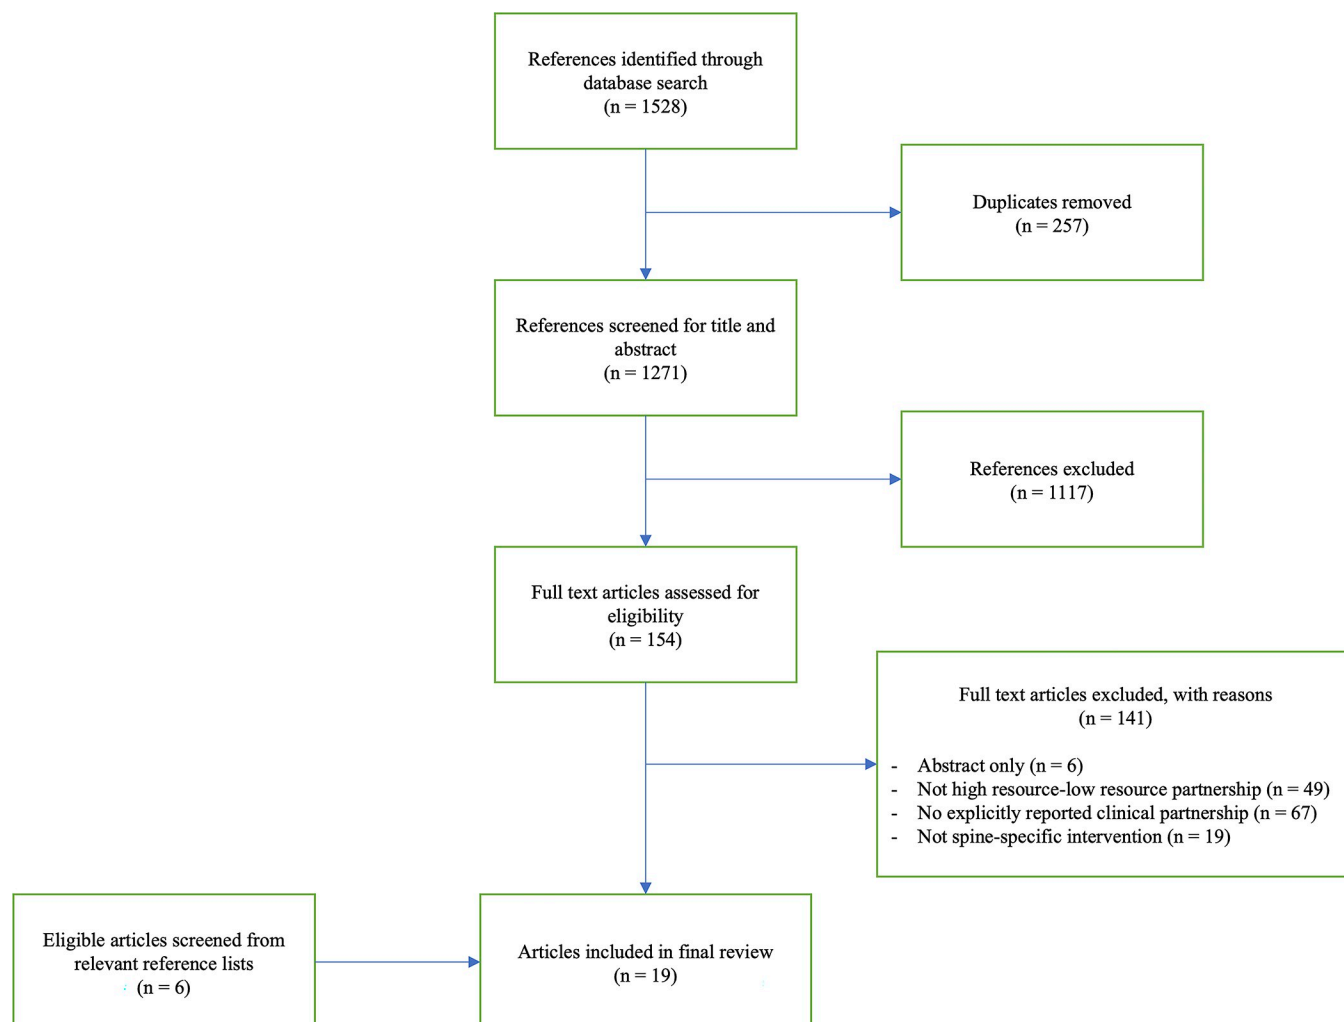 References identified through
database search
(n = 1528)
Duplicates removed
(n = 257)
References screened for title and
abstract
(n = 1271)
References excluded
(n = 1117)
Full text articles assessed for
eligibility
(n = 154)
Full text articles excluded, with reasons
(n = 141)
- Abstract only (n = 6)
- Not high resource-low resource partnership (n = 49)
- No explicitly reported clinical partnership (n = 67)
- Not spine-specific intervention (n = 19)
Eligible articles screened from
relevant reference lists
(n = 6)
Articles included in final review
(n = 19)